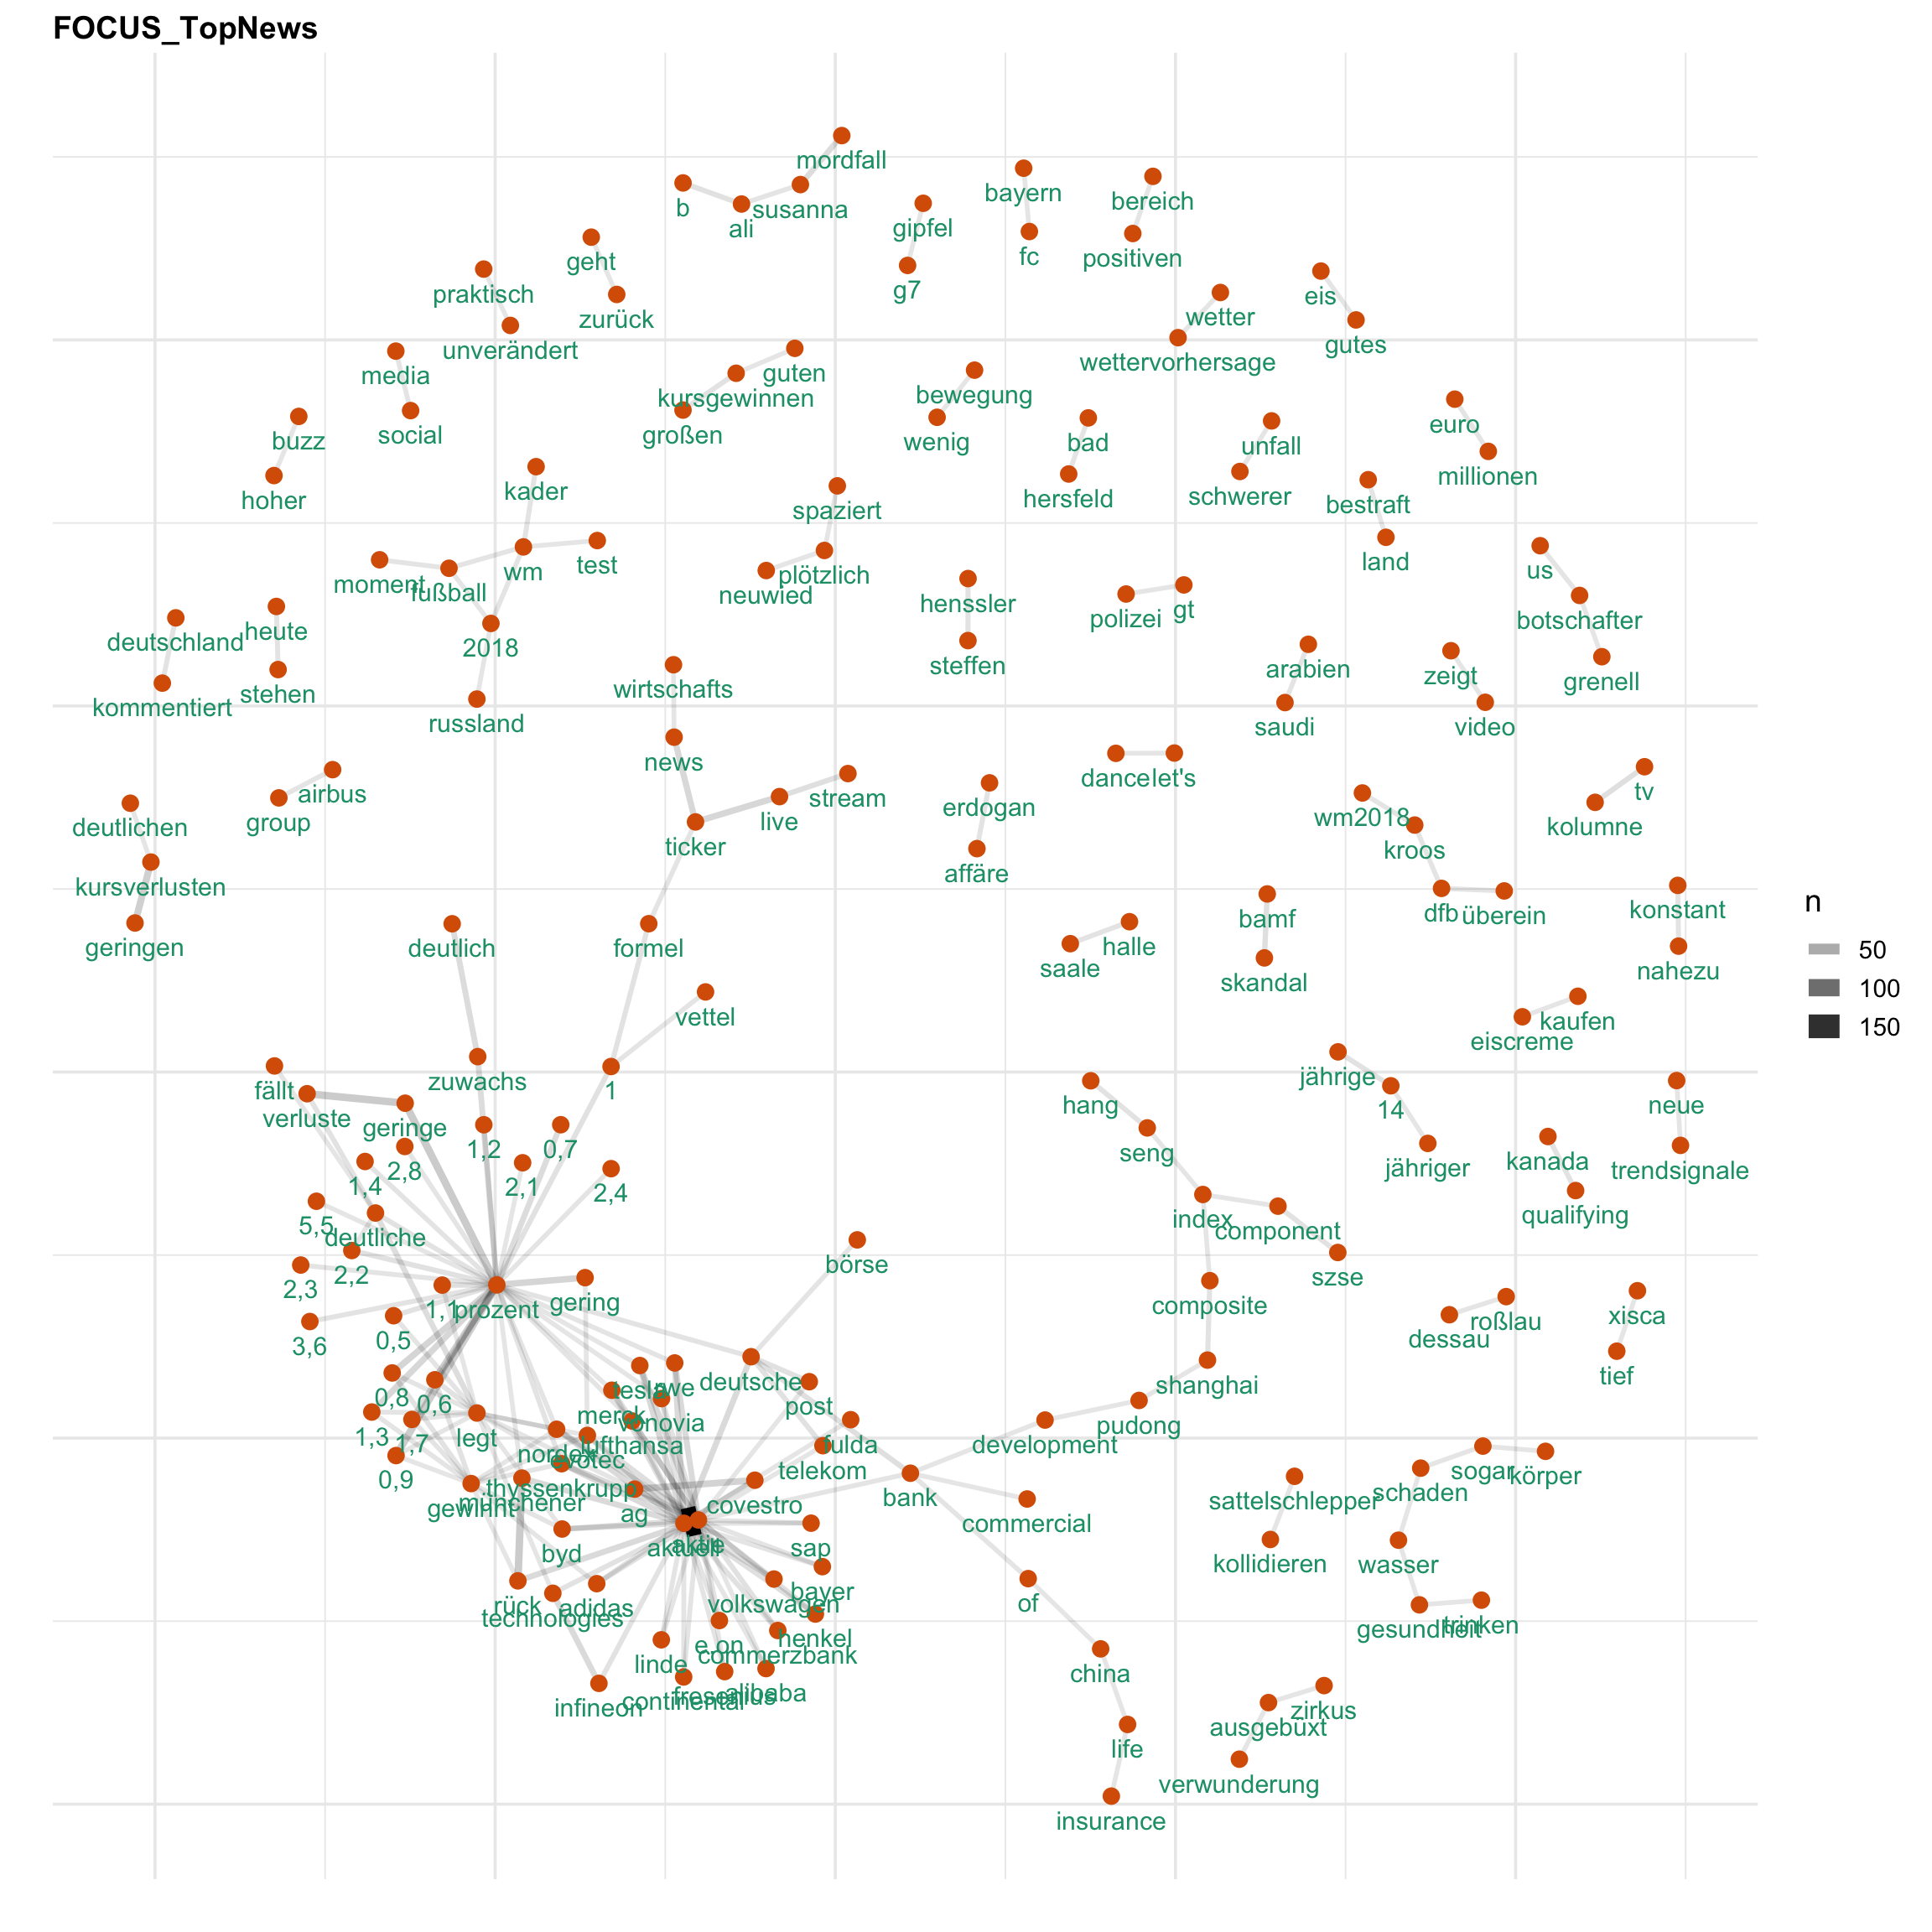 FOCUS_TopNews
mordfall
b
susanna
ali
bayern
bereich
gipfel
fc
positiven
geht
g7
praktisch
zurück
eis
wetter
unverändert
gutes
wettervorhersage
media
guten
kursgewinnen
bewegung
social
großen
buzz
wenig
bad
unfall
euro
millionen
hoher
kader
hersfeld
schwerer
bestraft
spaziert
land
test
wm
plötzlich
us
moment
fußball
neuwied
henssler
polizei
gt
botschafter
deutschland
heute
2018
steffen
arabien
zeigt
grenell
stehen
wirtschafts
kommentiert
russland
saudi
video
news
dance
let's
airbus
stream
erdogan
tv
group
live
wm2018
kolumne
deutlichen
ticker
affäre
kroos
kursverlusten
geringen
deutlich
formel
bamf
dfb
überein
konstant
halle
saale
skandal
nahezu
vettel
kaufen
eiscreme
fällt
zuwachs
1
jährige
14
hang
neue
verluste
geringe
1,2
0,7
seng
kanada
trendsignale
2,8
1,4
2,1
2,4
jähriger
5,5
deutliche
index
component
qualifying
2,3
2,2
börse
szse
1,1
prozent
gering
composite
3,6
0,5
dessau
roßlau
xisca
tief
tesla
rwe
deutsche
post
shanghai
0,8
0,6
merck
vonovia
pudong
1,3
1,7
legt
nordex
lufthansa
evotec
fulda
development
0,9
telekom
sogar
körper
thyssenkrupp
münchener
gewinnt
ag
covestro
bank
sattelschlepper
schaden
commercial
byd
aktuell
aktie
sap
kollidieren
wasser
bayer
rück
adidas
technologies
volkswagen
of
gesundheit
trinken
henkel
e.on
commerzbank
linde
china
infineon
continental
fresenius
alibaba
zirkus
ausgebüxt
life
verwunderung
insurance
n
50
100
150